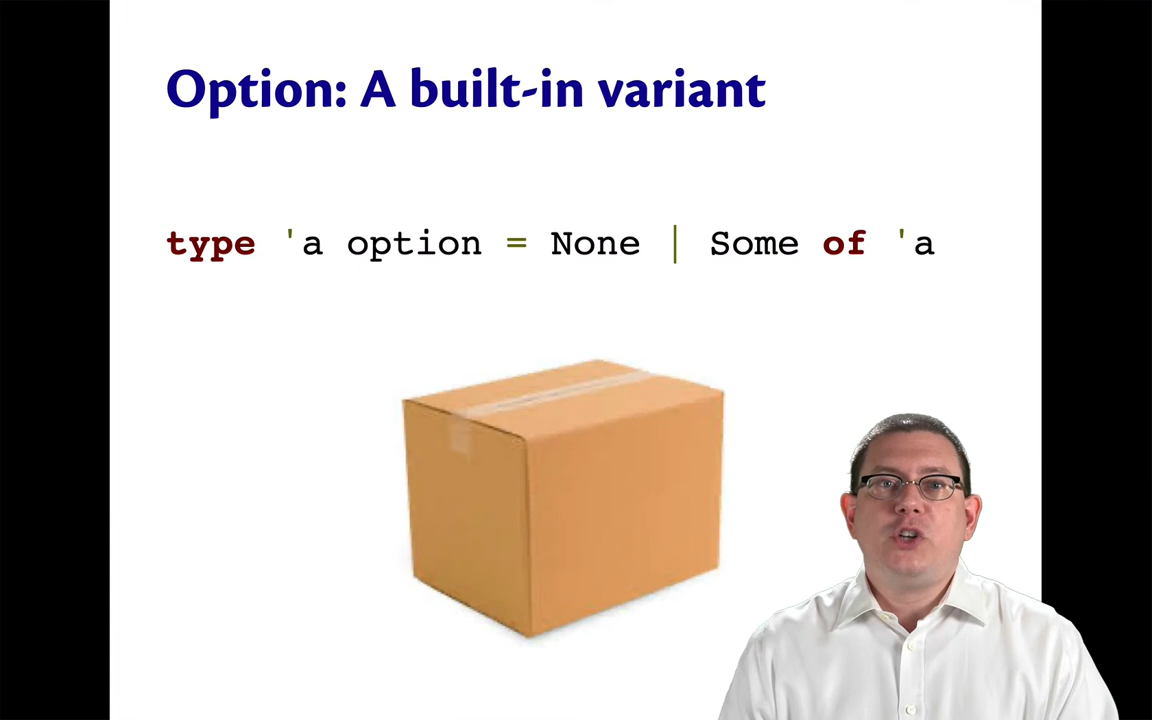 Option: A built-in variant
type 'a option = None | Some of 'a